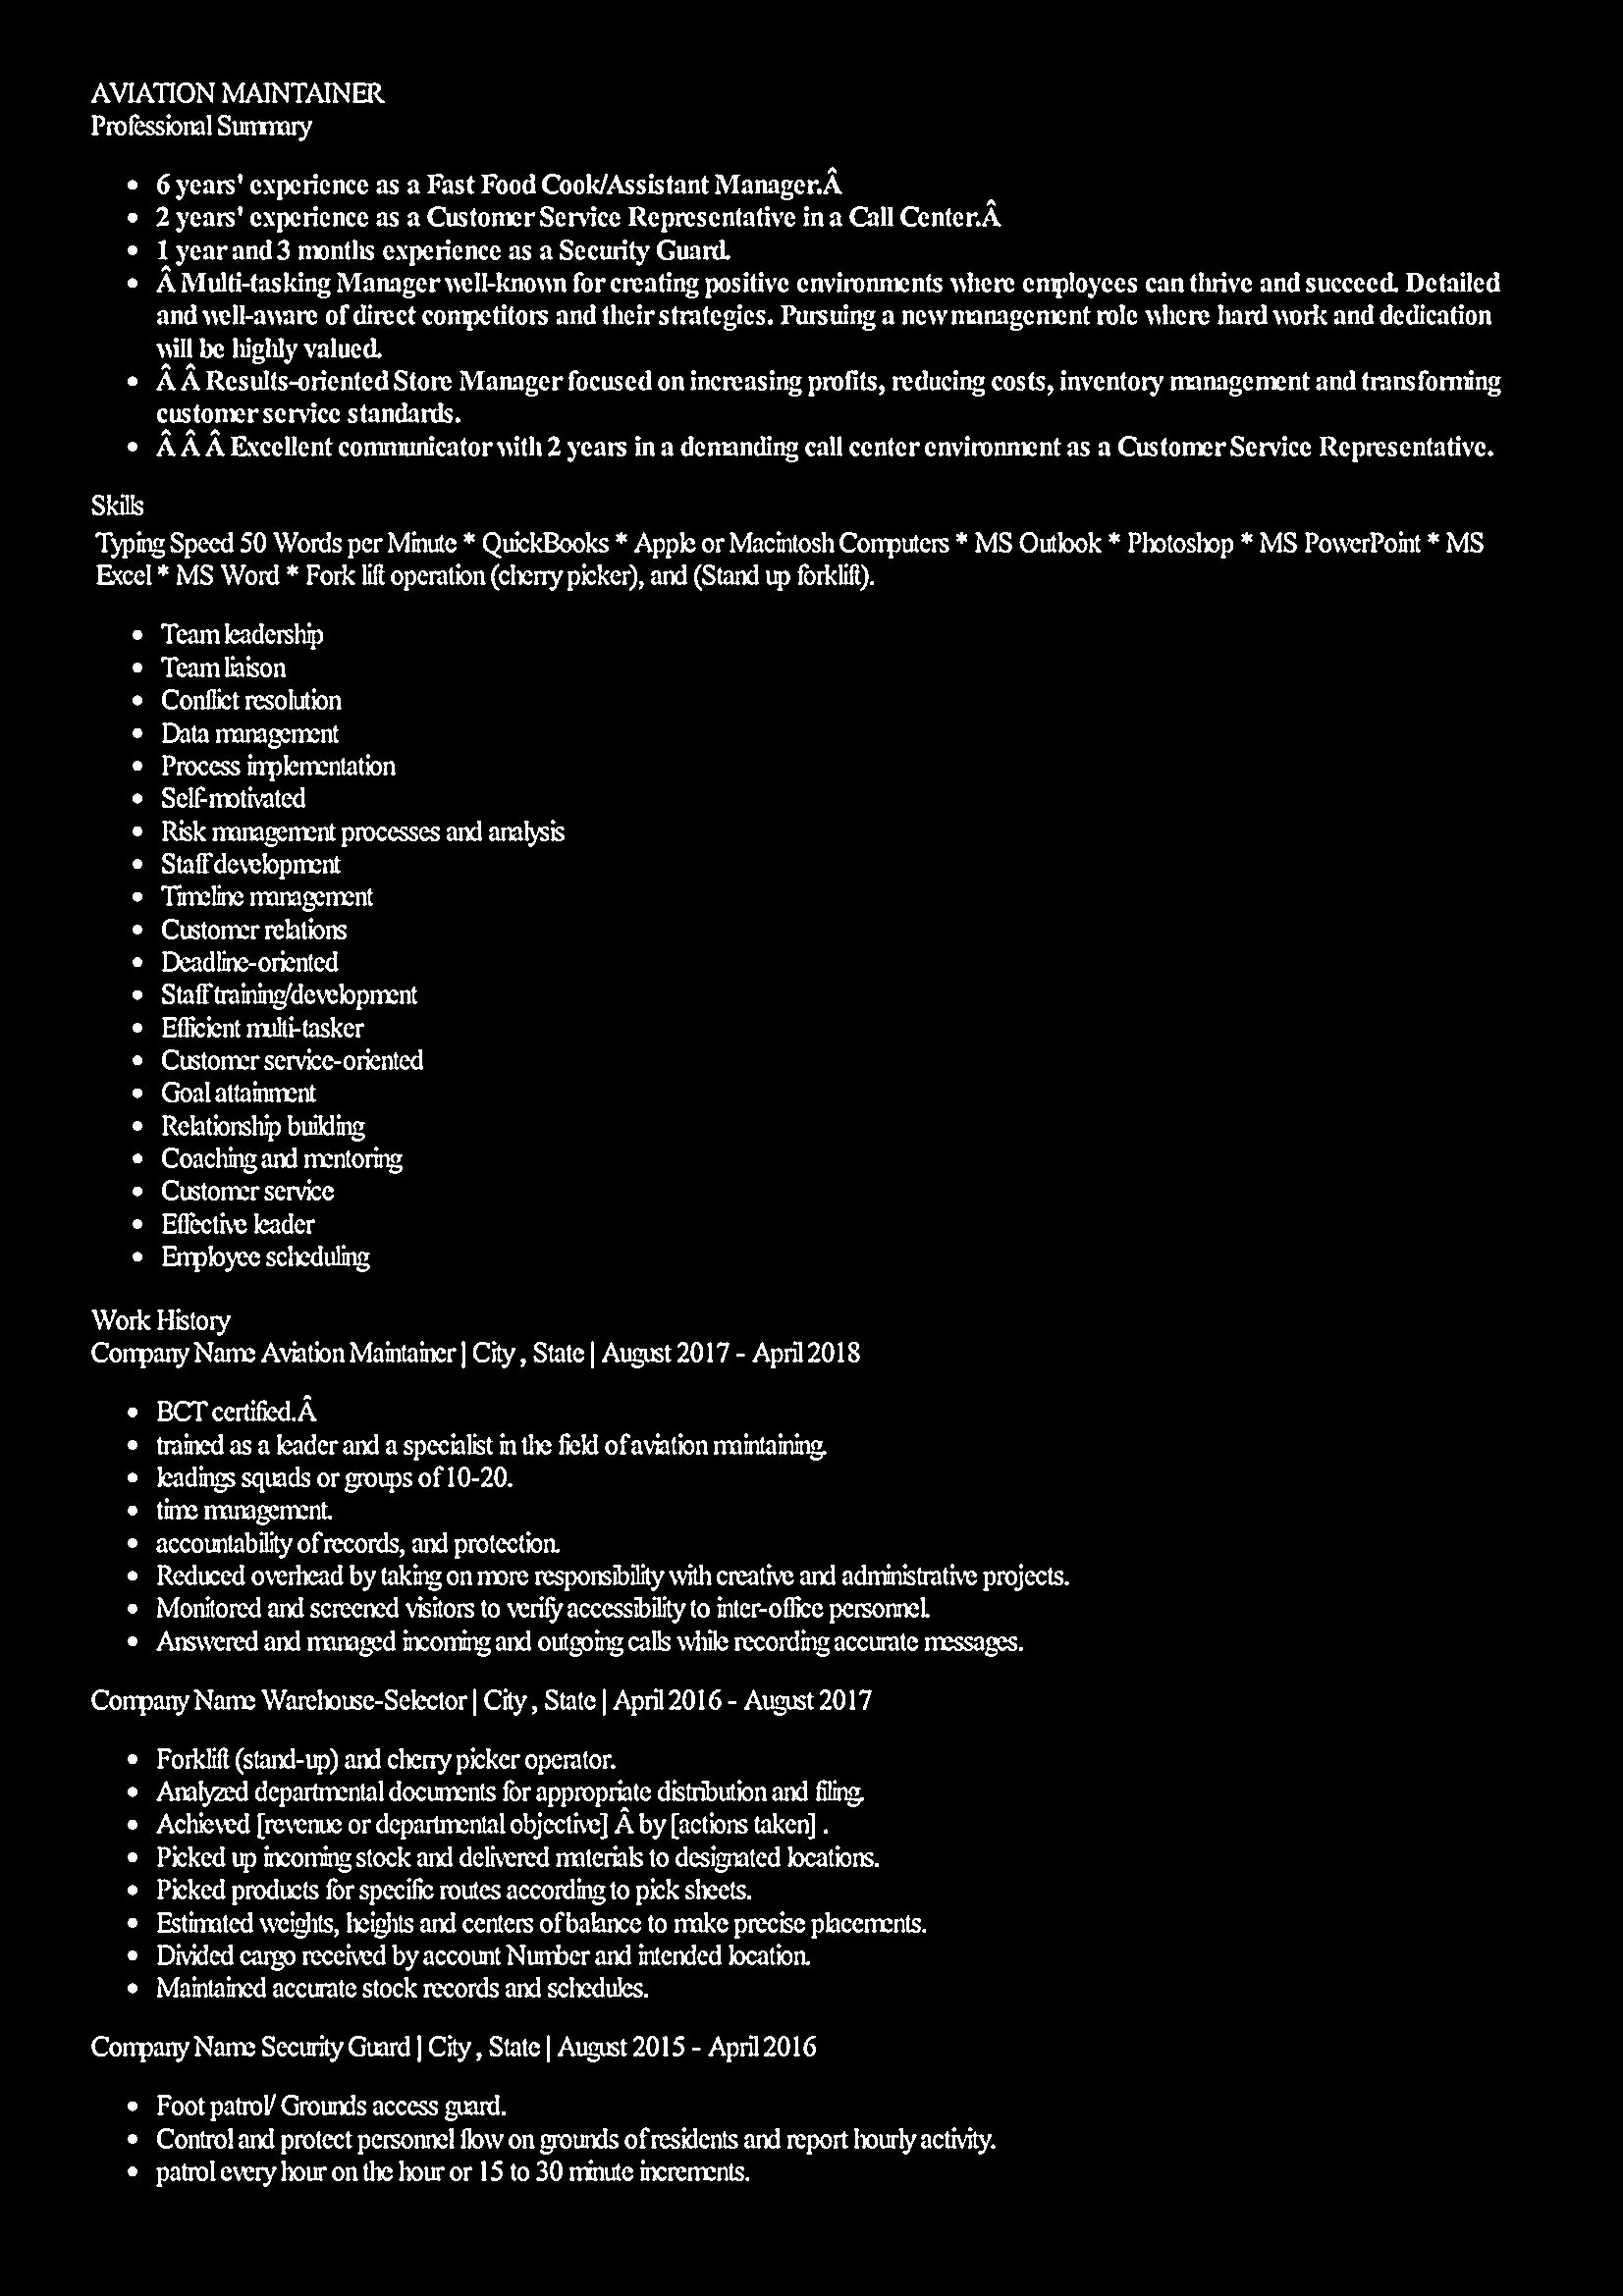 AVIATION MAINTAINER
Professional Summary
• 6 years' experience as a Fast Food Cook/Assistant Manager.Â
• 2 years' experience as a Customer Service Representative in a Call Center.Â
• 1 year and 3 months experience as a Security Guard.
• Â Multi-tasking Manager well-known for creating positive environments where employees can thrive and succeed. Detailed
and well-aware of direct competitors and their strategies. Pursuing a new management role where hard work and dedication
will be highly valued.
• Â Â Results-oriented Store Manager focused on increasing profits, reducing costs, inventory management and transforming
customer service standards.
• Â Â Â Excellent communicator with 2 years in a demanding call center environment as a Customer Service Representative.
Skills
Typing Speed 50 Words per Minute * QuickBooks * Apple or Macintosh Computers * MS Outlook * Photoshop * MS PowerPoint * MS
Excel * MS Word * Fork lift operation (cherry picker), and (Stand up forklift).
• Team leadership
• Team liaison
• Conflict resolution
• Data management
• Process implementation
• Self-motivated
• Risk management processes and analysis
• Staff development
• Timeline management
• Customer relations
• Deadline-oriented
• Staff training/development
• Efficient multi-tasker
• Customer service-oriented
• Goal attainment
• Relationship building
• Coaching and mentoring
• Customer service
• Effective leader
• Employee scheduling
Work History
Company Name Aviation Maintainer | City , State | August 2017 - April 2018
• BCT certified.Â
• trained as a leader and a specialist in the field of aviation maintaining.
• leadings squads or groups of 10-20.
• time management.
• accountability of records, and protection.
• Reduced overhead by taking on more responsibility with creative and administrative projects.
• Monitored and screened visitors to verify accessibility to inter-office personnel.
• Answered and managed incoming and outgoing calls while recording accurate messages.
Company Name Warehouse-Selector | City , State | April 2016 - August 2017
• Forklift (stand-up) and cherry picker operator.
• Analyzed departmental documents for appropriate distribution and filing.
• Achieved [revenue or departmental objective] Â by [actions taken] .
• Picked up incoming stock and delivered materials to designated locations.
• Picked products for specific routes according to pick sheets.
• Estimated weights, heights and centers of balance to make precise placements.
• Divided cargo received by account Number and intended location.
• Maintained accurate stock records and schedules.
Company Name Security Guard | City , State | August 2015 - April 2016
• Foot patrol/ Grounds access guard.
• Control and protect personnel flow on grounds of residents and report hourly activity.
• patrol every hour on the hour or 15 to 30 minute increments.